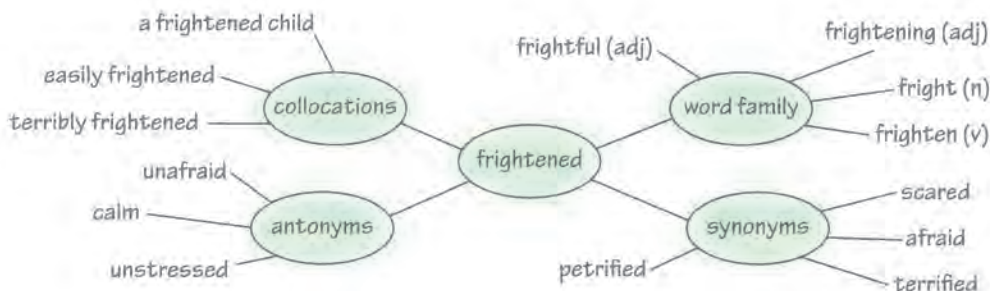 a frightened child
easily frightened
terribly frightened
collocations
frightful (adj)
frightening (adj)
fright (n)
frighten (v)
word family
frightened
unafraid
calm
unstressed
antonyms
scared
afraid
terrified
petrified
synonyms